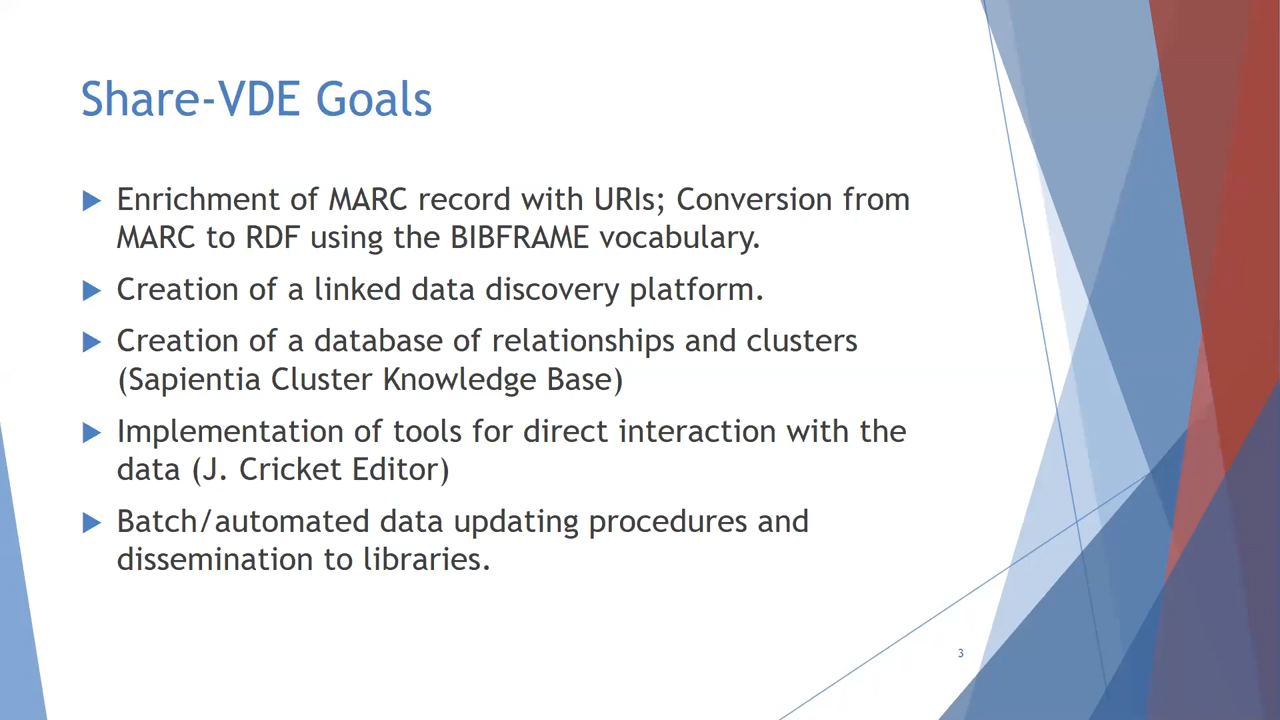 Share-VDE Goals
Enrichment of MARC record with URIs; Conversion from
MARC to RDF using the BIBFRAME vocabulary.
Creation of a linked data discovery platform.
Creation of a database of relationships and clusters
(Sapientia Cluster Knowledge Base)
Implementation of tools for direct interaction with the
data (J. Cricket Editor)
Batch/automated data updating procedures and
dissemination to libraries.
3